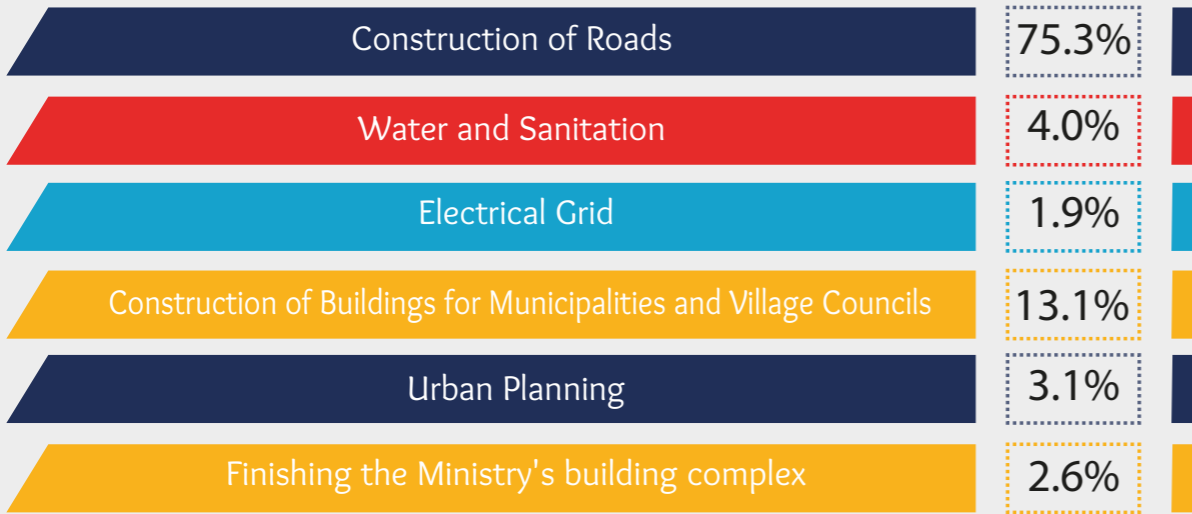 Construction of Roads 75.3%
Water and Sanitation 4.0%
Electrical Grid 1.9%
Construction of Buildings for Municipalities and Village Councils 13.1%
Urban Planning 3.1%
Finishing the Ministry's building complex 2.6%